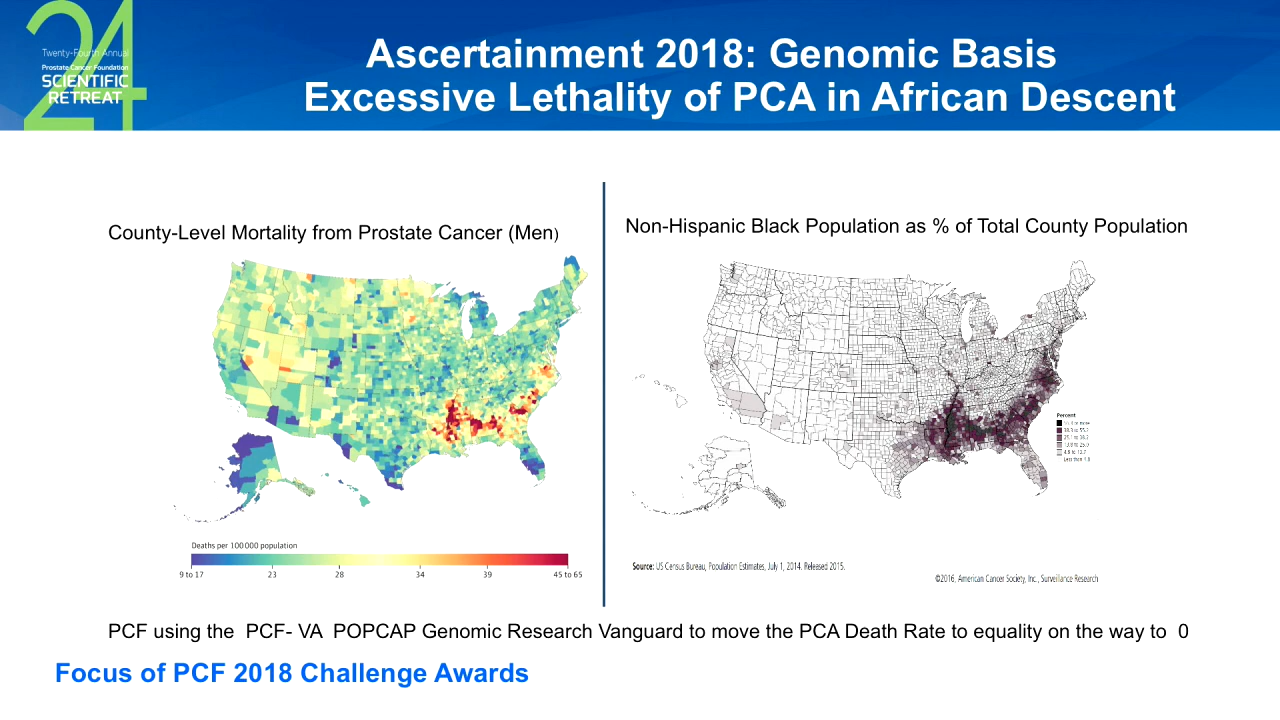 24
Twenty-Fourth Annual
Prostate Cancer Foundation
SCIENTIFIC
RETREAT
Ascertainment 2018: Genomic Basis
Excessive Lethality of PCA in African Descent
County-Level Mortality from Prostate Cancer (Men)
Deaths per 100 000 population
9 to 17 23 28 34 39 45 to 65
Non-Hispanic Black Population as % of Total County Population
Percent
Source: US Census Bureau, Population Estimates, July 1, 2014. Released 2015.
©2016, American Cancer Society, Inc., Surveillance Research
PCF using the PCF- VA POPCAP Genomic Research Vanguard to move the PCA Death Rate to equality on the way to 0
Focus of PCF 2018 Challenge Awards